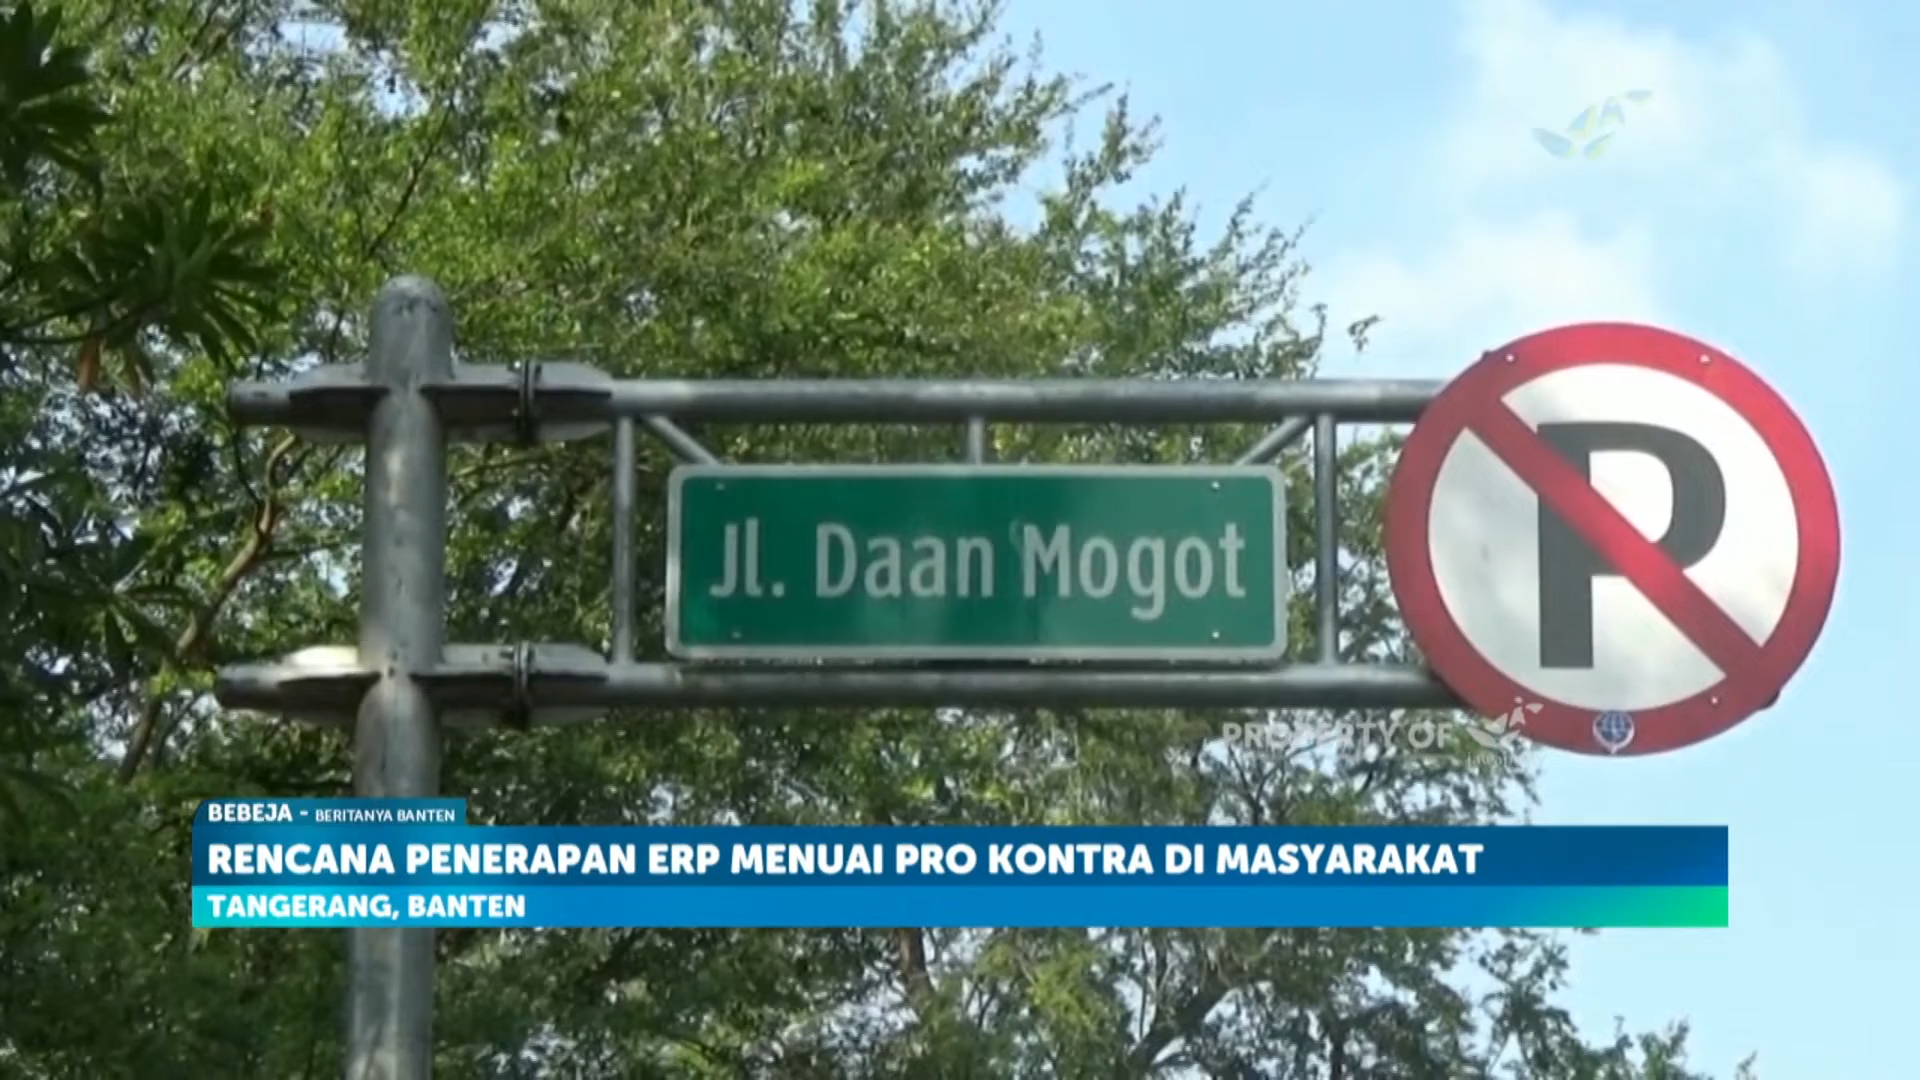 Jl. Daan Mogot
P
PROPERTY OF
BEBEJA - BERITANYA BANTEN
RENCANA PENERAPAN ERP MENUAI PRO KONTRA DI MASYARAKAT
TANGERANG, BANTEN